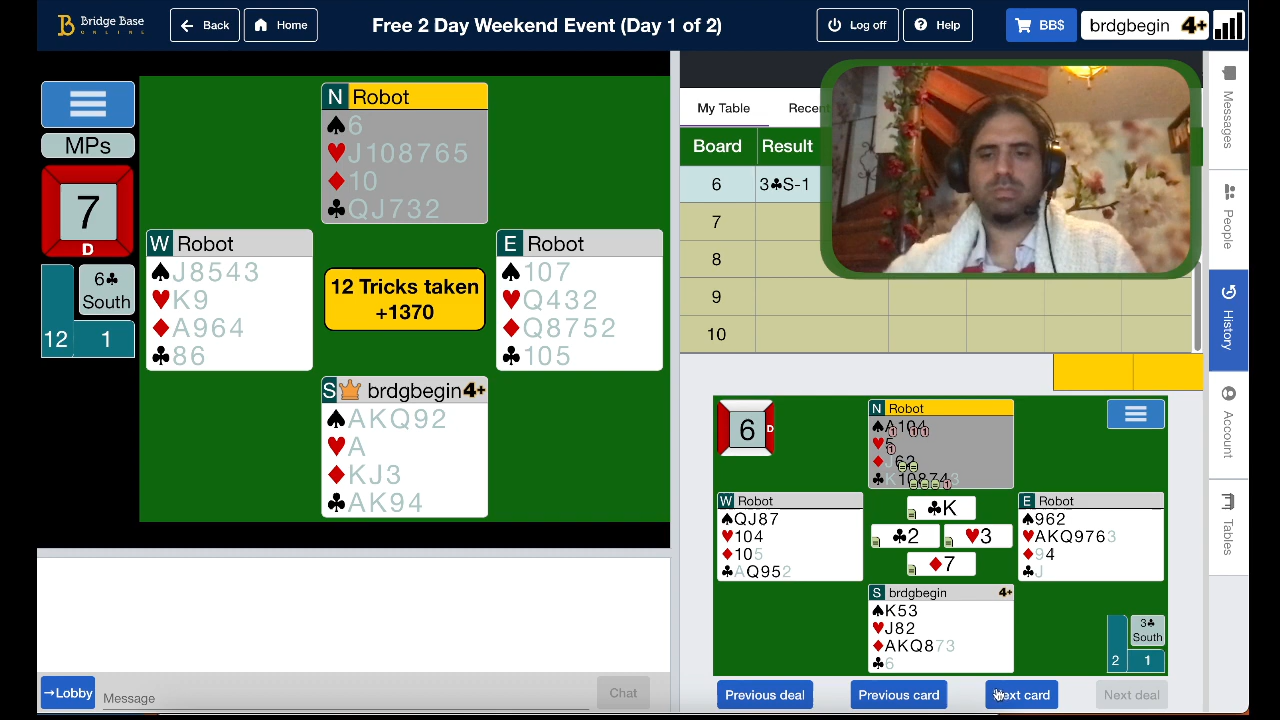 Bridge Base
ONLINE
Back
Home
Free 2 Day Weekend Event (Day 1 of 2)
Log off
Help
BB$
brdgbegin 4+
MPs
7
D
6♣
South
12 1
N Robot
♠6
♥J108765
♦10
♣QJ732
W Robot
♠J8543
♥K9
♦A964
♣86
12 Tricks taken
+1370
E Robot
♠107
♥Q432
♦Q8752
♣105
S brdgbegin 4+
♠AKQ92
♥A
♦KJ3
♣AK94
→Lobby
Message
Chat
My Table
Board Result
6 3♣S-1
7
8
9
10
6
D
N Robot
♠A104
♥5
♦J62
♣K108743
W Robot
♠QJ87
♥104
♦105
♣AQ952
♣K
♣2
♥3
♦7
E Robot
♠962
♥AKQ9763
♦94
♣J
S brdgbegin 4+
♠K53
♥J82
♦AKQ873
♣6
3♣
South
2 1
Previous deal
Previous card
Next card
Next deal
Messages
People
History
Account
Tables